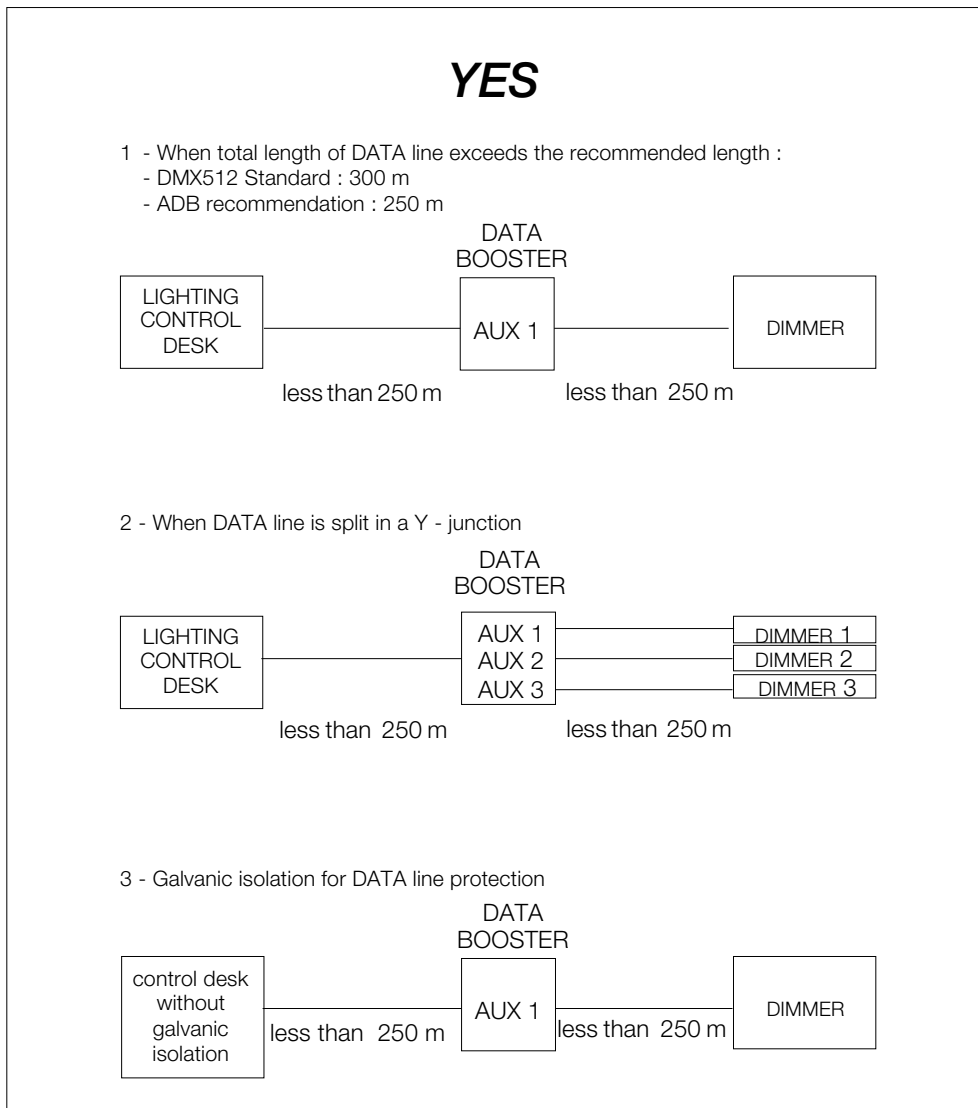 YES
1 - When total length of DATA line exceeds the recommended length :
- DMX512 Standard : 300 m
- ADB recommendation : 250 m
DATA
BOOSTER
LIGHTING
CONTROL
DESK
AUX 1
DIMMER
less than 250 m
less than 250 m
2 - When DATA line is split in a Y - junction
DATA
BOOSTER
LIGHTING
CONTROL
DESK
AUX 1
AUX 2
AUX 3
DIMMER 1
DIMMER 2
DIMMER 3
less than 250 m
less than 250 m
3 - Galvanic isolation for DATA line protection
DATA
BOOSTER
control desk
without
galvanic
isolation
AUX 1
DIMMER
less than 250 m
less than 250 m